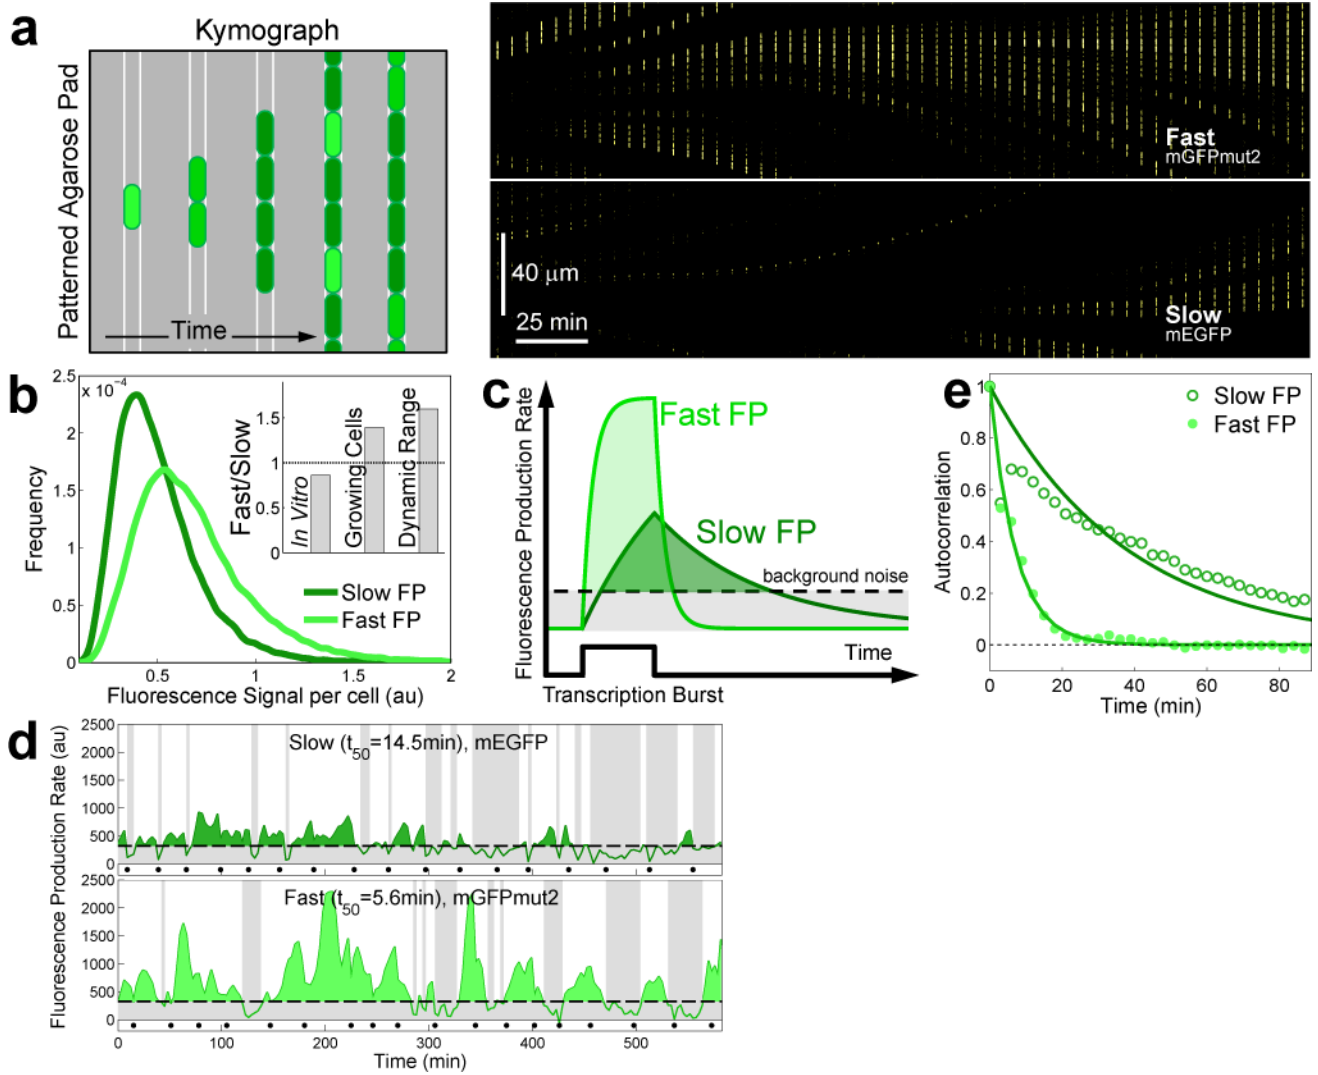 a
Kymograph
Patterned Agarose Pad
Time
Fast
mGFPmut2
40 μm
25 min
Slow
mEGFP
b
x 10⁻⁴
2.5
2
1.5
1
0.5
0
Frequency
0.5
1
1.5
2
Fluorescence Signal per cell (au)
Slow FP
Fast FP
Fast/Slow
1.5
1
0.5
0
In Vitro
Growing Cells
Dynamic Range
c
Fluorescence Production Rate
Fast FP
Slow FP
background noise
Time
Transcription Burst
e
Slow FP
Fast FP
Autocorrelation
1
0.8
0.6
0.4
0.2
0
0
20
40
60
80
Time (min)
d
Fluorescence Production Rate (au)
Slow (t₅₀=14.5min), mEGFP
2500
2000
1500
1000
500
0
Fast (t₅₀=5.6min), mGFPmut2
2500
2000
1500
1000
500
0
0
100
200
300
400
500
Time (min)